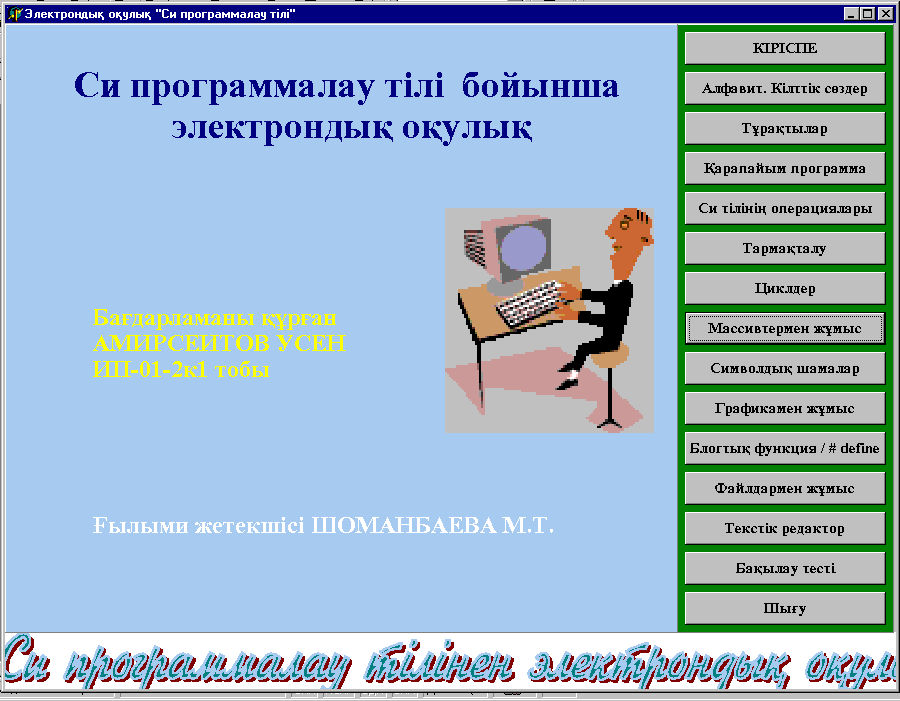 Электрондық оқулық "Си программалау тілі"
Си программалау тілі бойынша
электрондық оқулық
Бағдарламаны құрған
АМИРСЕИТОВ УСЕН
ИП-01-2к1 тобы
Ғылыми жетекшісі ШОМАНБАЕВА М.Т.
КІРІСПЕ
Алфавит. Кілттік сөздер
Тұрақтылар
Қарапайым программа
Си тілінің операциялары
Тармақталу
Циклдер
Массивтермен жұмыс
Символдық шамалар
Графикамен жұмыс
Блогтық функция / # define
Файлдармен жұмыс
Текстік редактор
Бақылау тесті
Шығу
Си программалау тілінен электрондық оқул